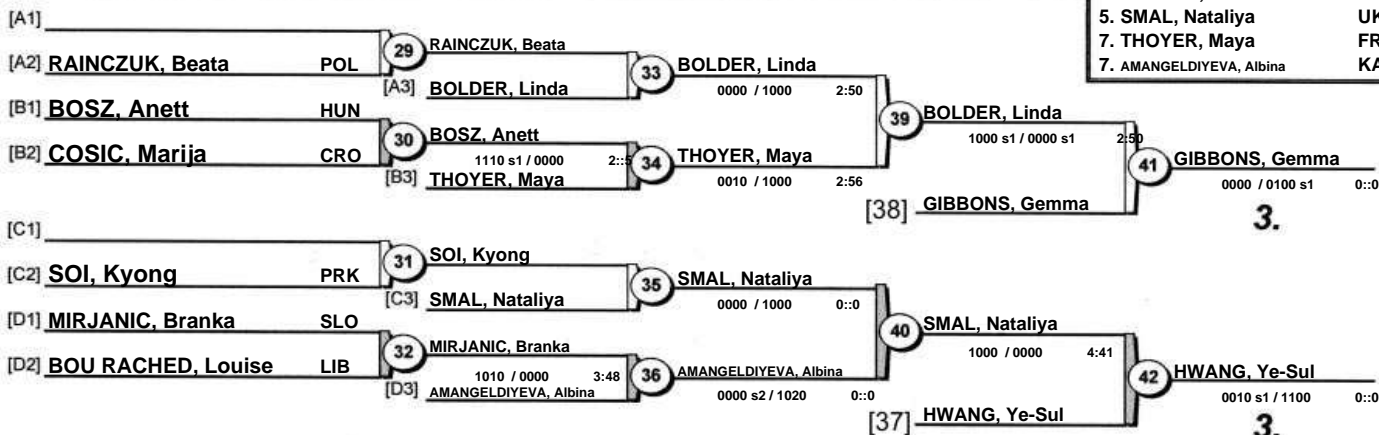 5. SMAL, Nataliya UK
7. THOYER, Maya FR
7. AMANGELDIYEVA, Albina KA
[A1]
[A2] RAINCZUK, Beata POL
29 RAINCZUK, Beata
[A3] BOLDER, Linda
33 BOLDER, Linda
0000 / 1000 2:50
[B1] BOSZ, Anett HUN
[B2] COSIC, Marija CRO
30 BOSZ, Anett
1110 s1 / 0000 2::5
[B3] THOYER, Maya
34 THOYER, Maya
0010 / 1000 2:56
39 BOLDER, Linda
1000 s1 / 0000 s1 2:50
[38] GIBBONS, Gemma
41 GIBBONS, Gemma
0000 / 0100 s1 0::0
3.
[C1]
[C2] SOI, Kyong PRK
31 SOI, Kyong
[C3] SMAL, Nataliya
35 SMAL, Nataliya
0000 / 1000 0::0
[D1] MIRJANIC, Branka SLO
[D2] BOU RACHED, Louise LIB
32 MIRJANIC, Branka
1010 / 0000 3:48
[D3] AMANGELDIYEVA, Albina
36 AMANGELDIYEVA, Albina
0000 s2 / 1020 0::0
40 SMAL, Nataliya
1000 / 0000 4:41
[37] HWANG, Ye-Sul
42 HWANG, Ye-Sul
0010 s1 / 1100 0::0
3.